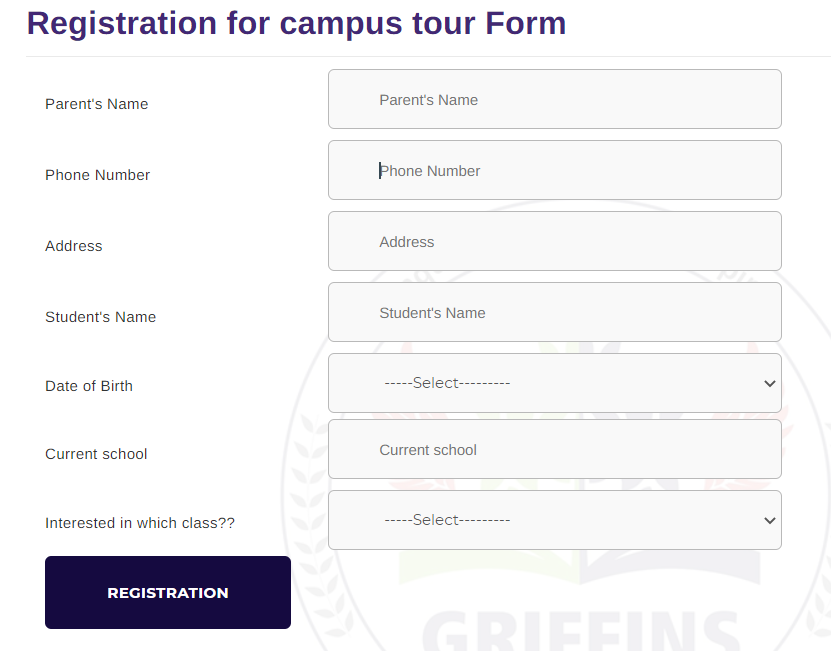 Registration for campus tour Form
Parent's Name
Parent's Name
Phone Number
Phone Number
Address
Address
Student's Name
Student's Name
Date of Birth
-----Select---------
Current school
Current school
Interested in which class??
-----Select---------
REGISTRATION
GRIFFINS